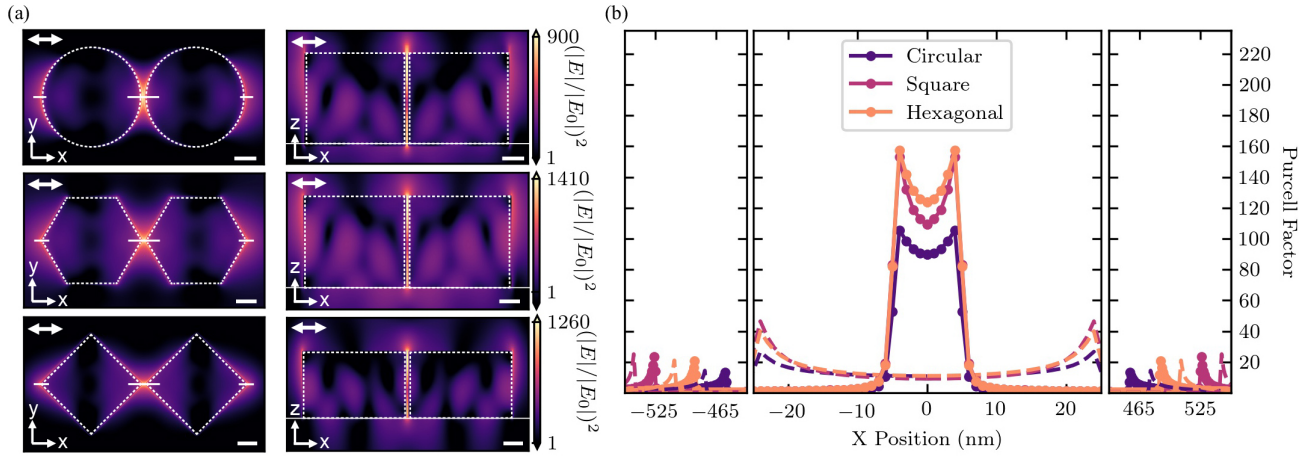 (a)
y
x
z
900
1
(|E|/|E₀|)²
y
x
z
1410
1
(|E|/|E₀|)²
y
x
z
1260
1
(|E|/|E₀|)²
(b)
Circular
Square
Hexagonal
220
200
180
160
140
120
100
80
60
40
20
Purcell Factor
−525 −465
−20 −10 0 10 20
465 525
X Position (nm)